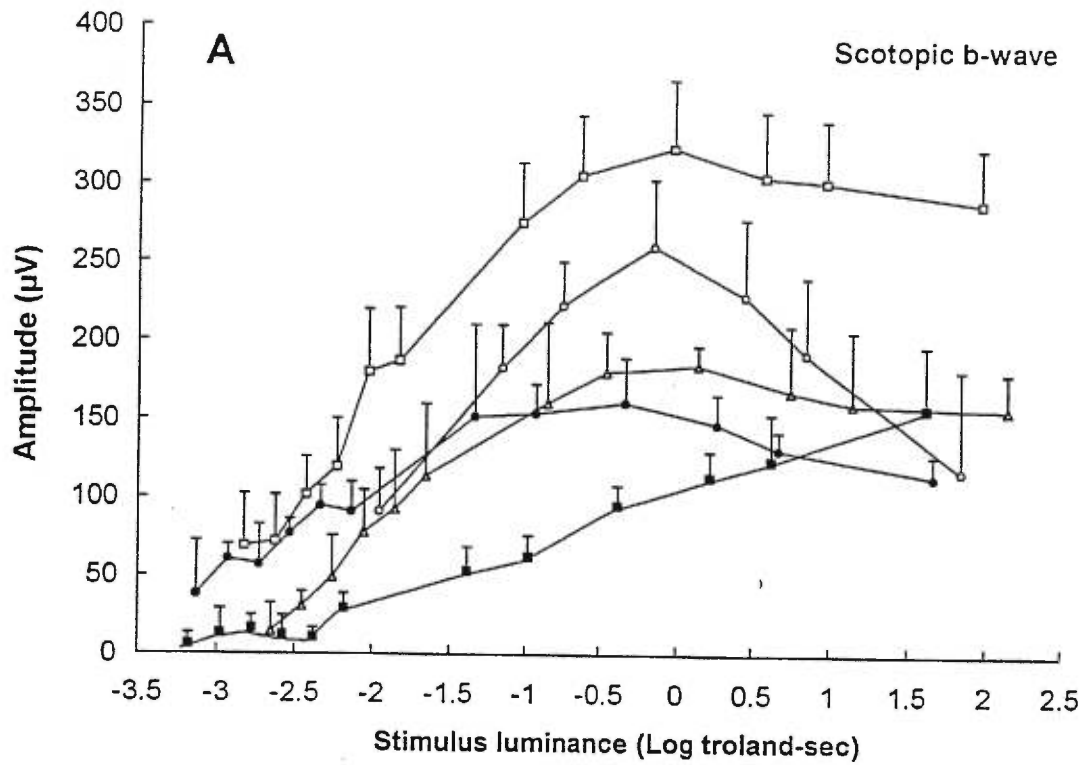 A
Scotopic b-wave
Amplitude (µV)
400
350
300
250
200
150
100
50
0
-3.5 -3 -2.5 -2 -1.5 -1 -0.5 0 0.5 1 1.5 2 2.5
Stimulus luminance (Log troland-sec)